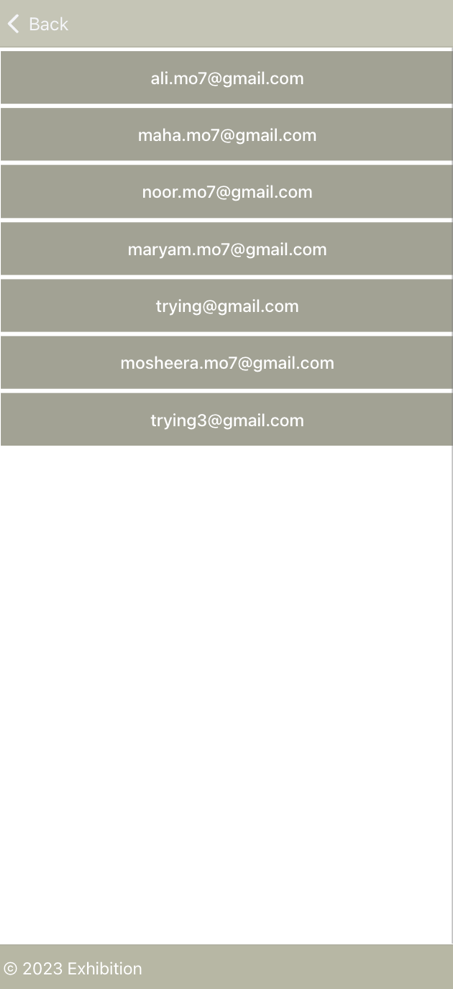 Back
ali.mo7@gmail.com
maha.mo7@gmail.com
noor.mo7@gmail.com
maryam.mo7@gmail.com
trying@gmail.com
mosheera.mo7@gmail.com
trying3@gmail.com
© 2023 Exhibition